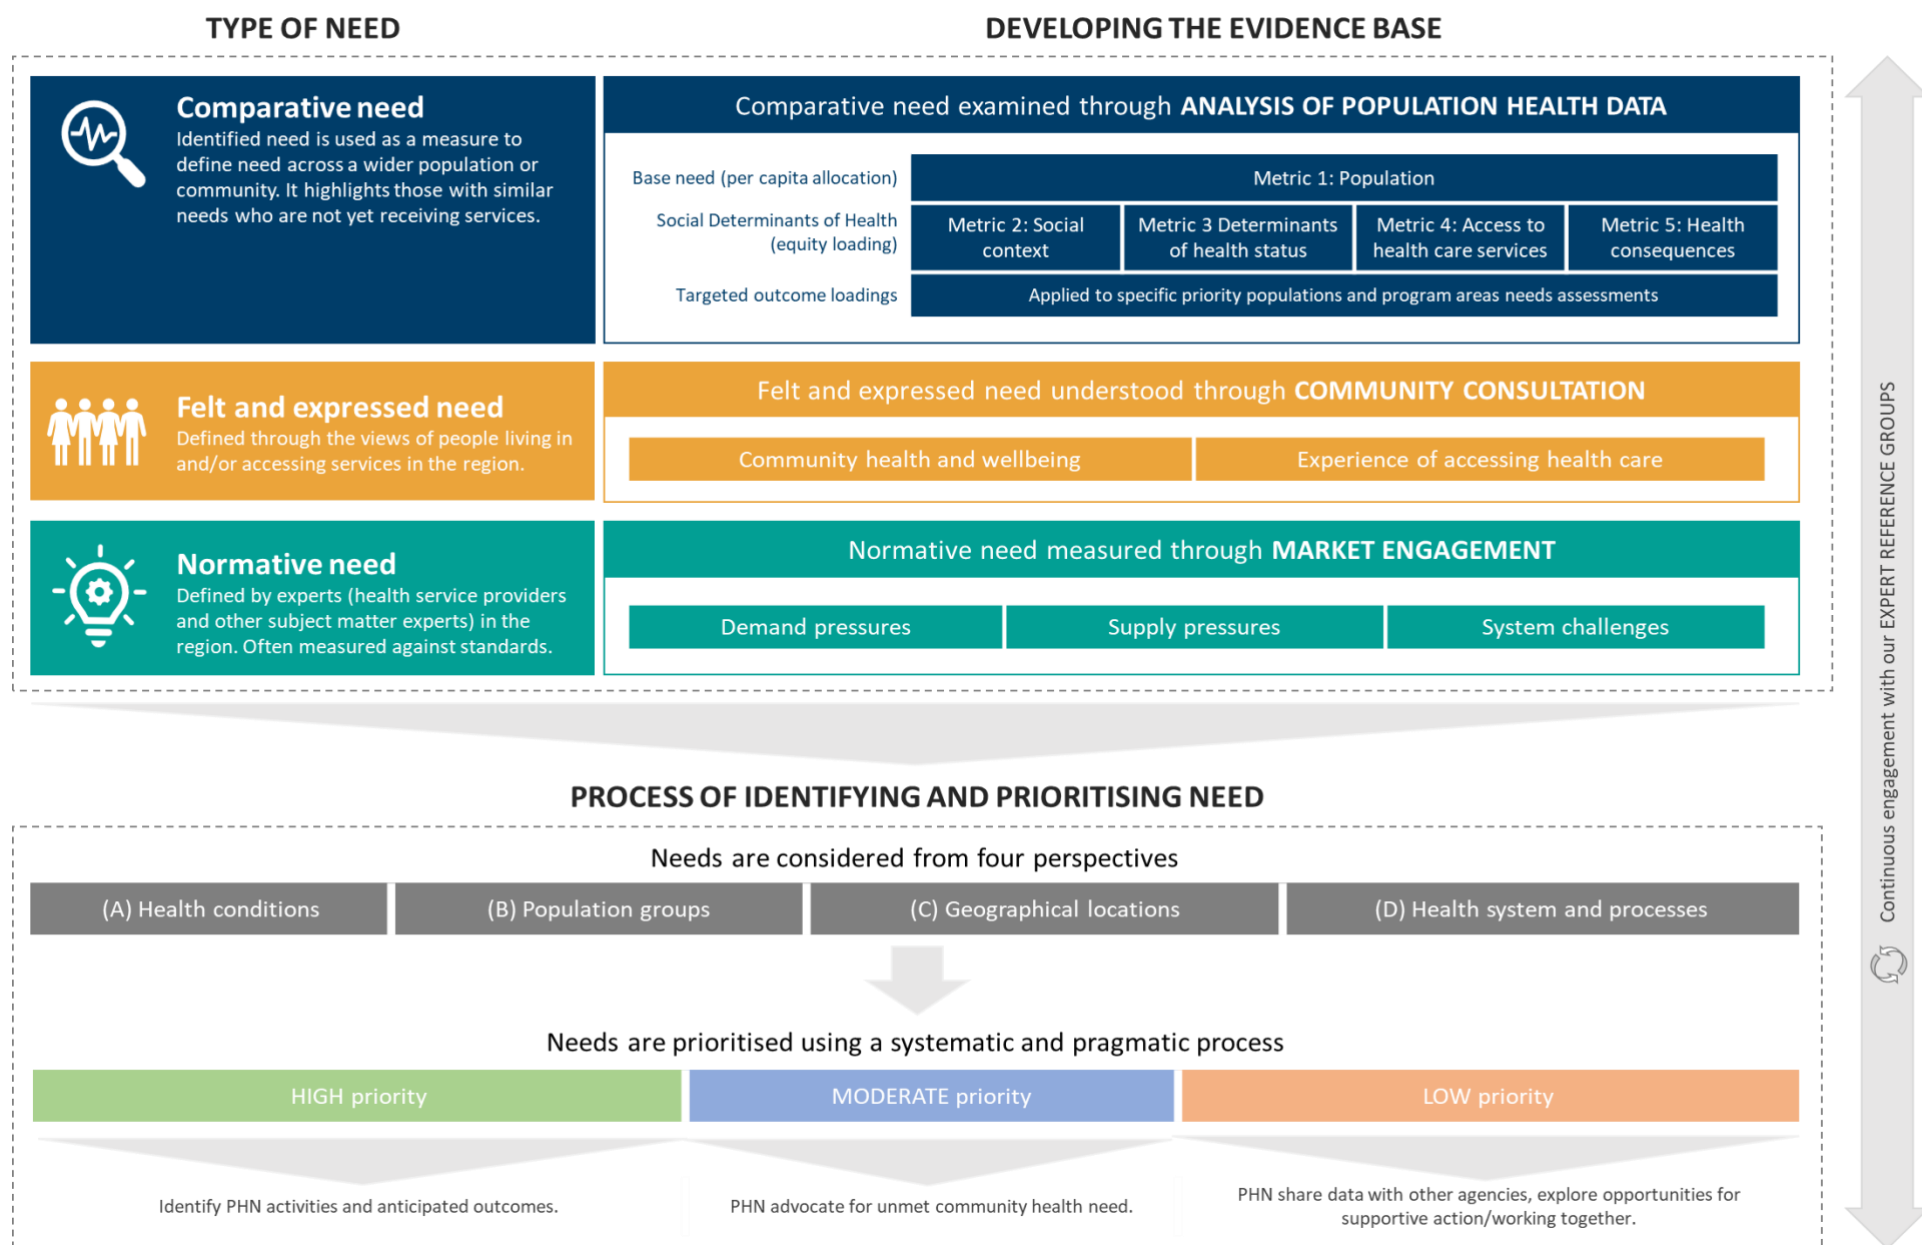 TYPE OF NEED
DEVELOPING THE EVIDENCE BASE
Comparative need
Identified need is used as a measure to
define need across a wider population or
community. It highlights those with similar
needs who are not yet receiving services.
Comparative need examined through ANALYSIS OF POPULATION HEALTH DATA
Base need (per capita allocation)
Metric 1: Population
Social Determinants of Health
(equity loading)
Metric 2: Social
context
Metric 3 Determinants
of health status
Metric 4: Access to
health care services
Metric 5: Health
consequences
Targeted outcome loadings
Applied to specific priority populations and program areas needs assessments
Felt and expressed need
Defined through the views of people living in
and/or accessing services in the region.
Felt and expressed need understood through COMMUNITY CONSULTATION
Community health and wellbeing
Experience of accessing health care
Normative need
Defined by experts (health service providers
and other subject matter experts) in the
region. Often measured against standards.
Normative need measured through MARKET ENGAGEMENT
Demand pressures
Supply pressures
System challenges
PROCESS OF IDENTIFYING AND PRIORITISING NEED
Needs are considered from four perspectives
(A) Health conditions
(B) Population groups
(C) Geographical locations
(D) Health system and processes
Needs are prioritised using a systematic and pragmatic process
HIGH priority
MODERATE priority
LOW priority
Identify PHN activities and anticipated outcomes.
PHN advocate for unmet community health need.
PHN share data with other agencies, explore opportunities for
supportive action/working together.
Continuous engagement with our EXPERT REFERENCE GROUPS